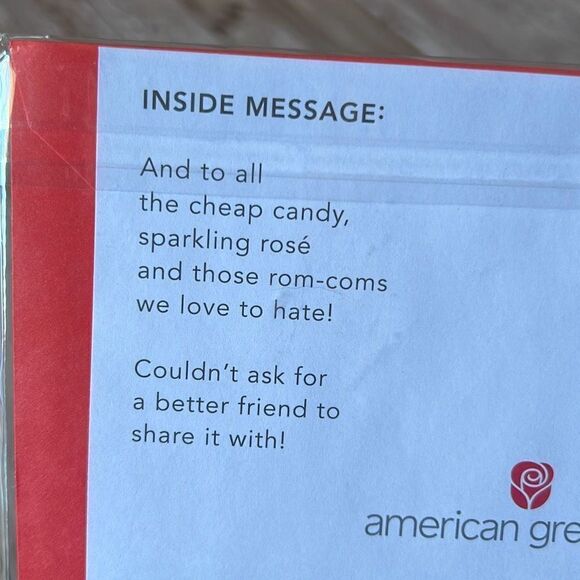 INSIDE MESSAGE:
And to all
the cheap candy,
sparkling rosé
and those rom-coms
we love to hate!
Couldn't ask for
a better friend to
share it with!
american gre